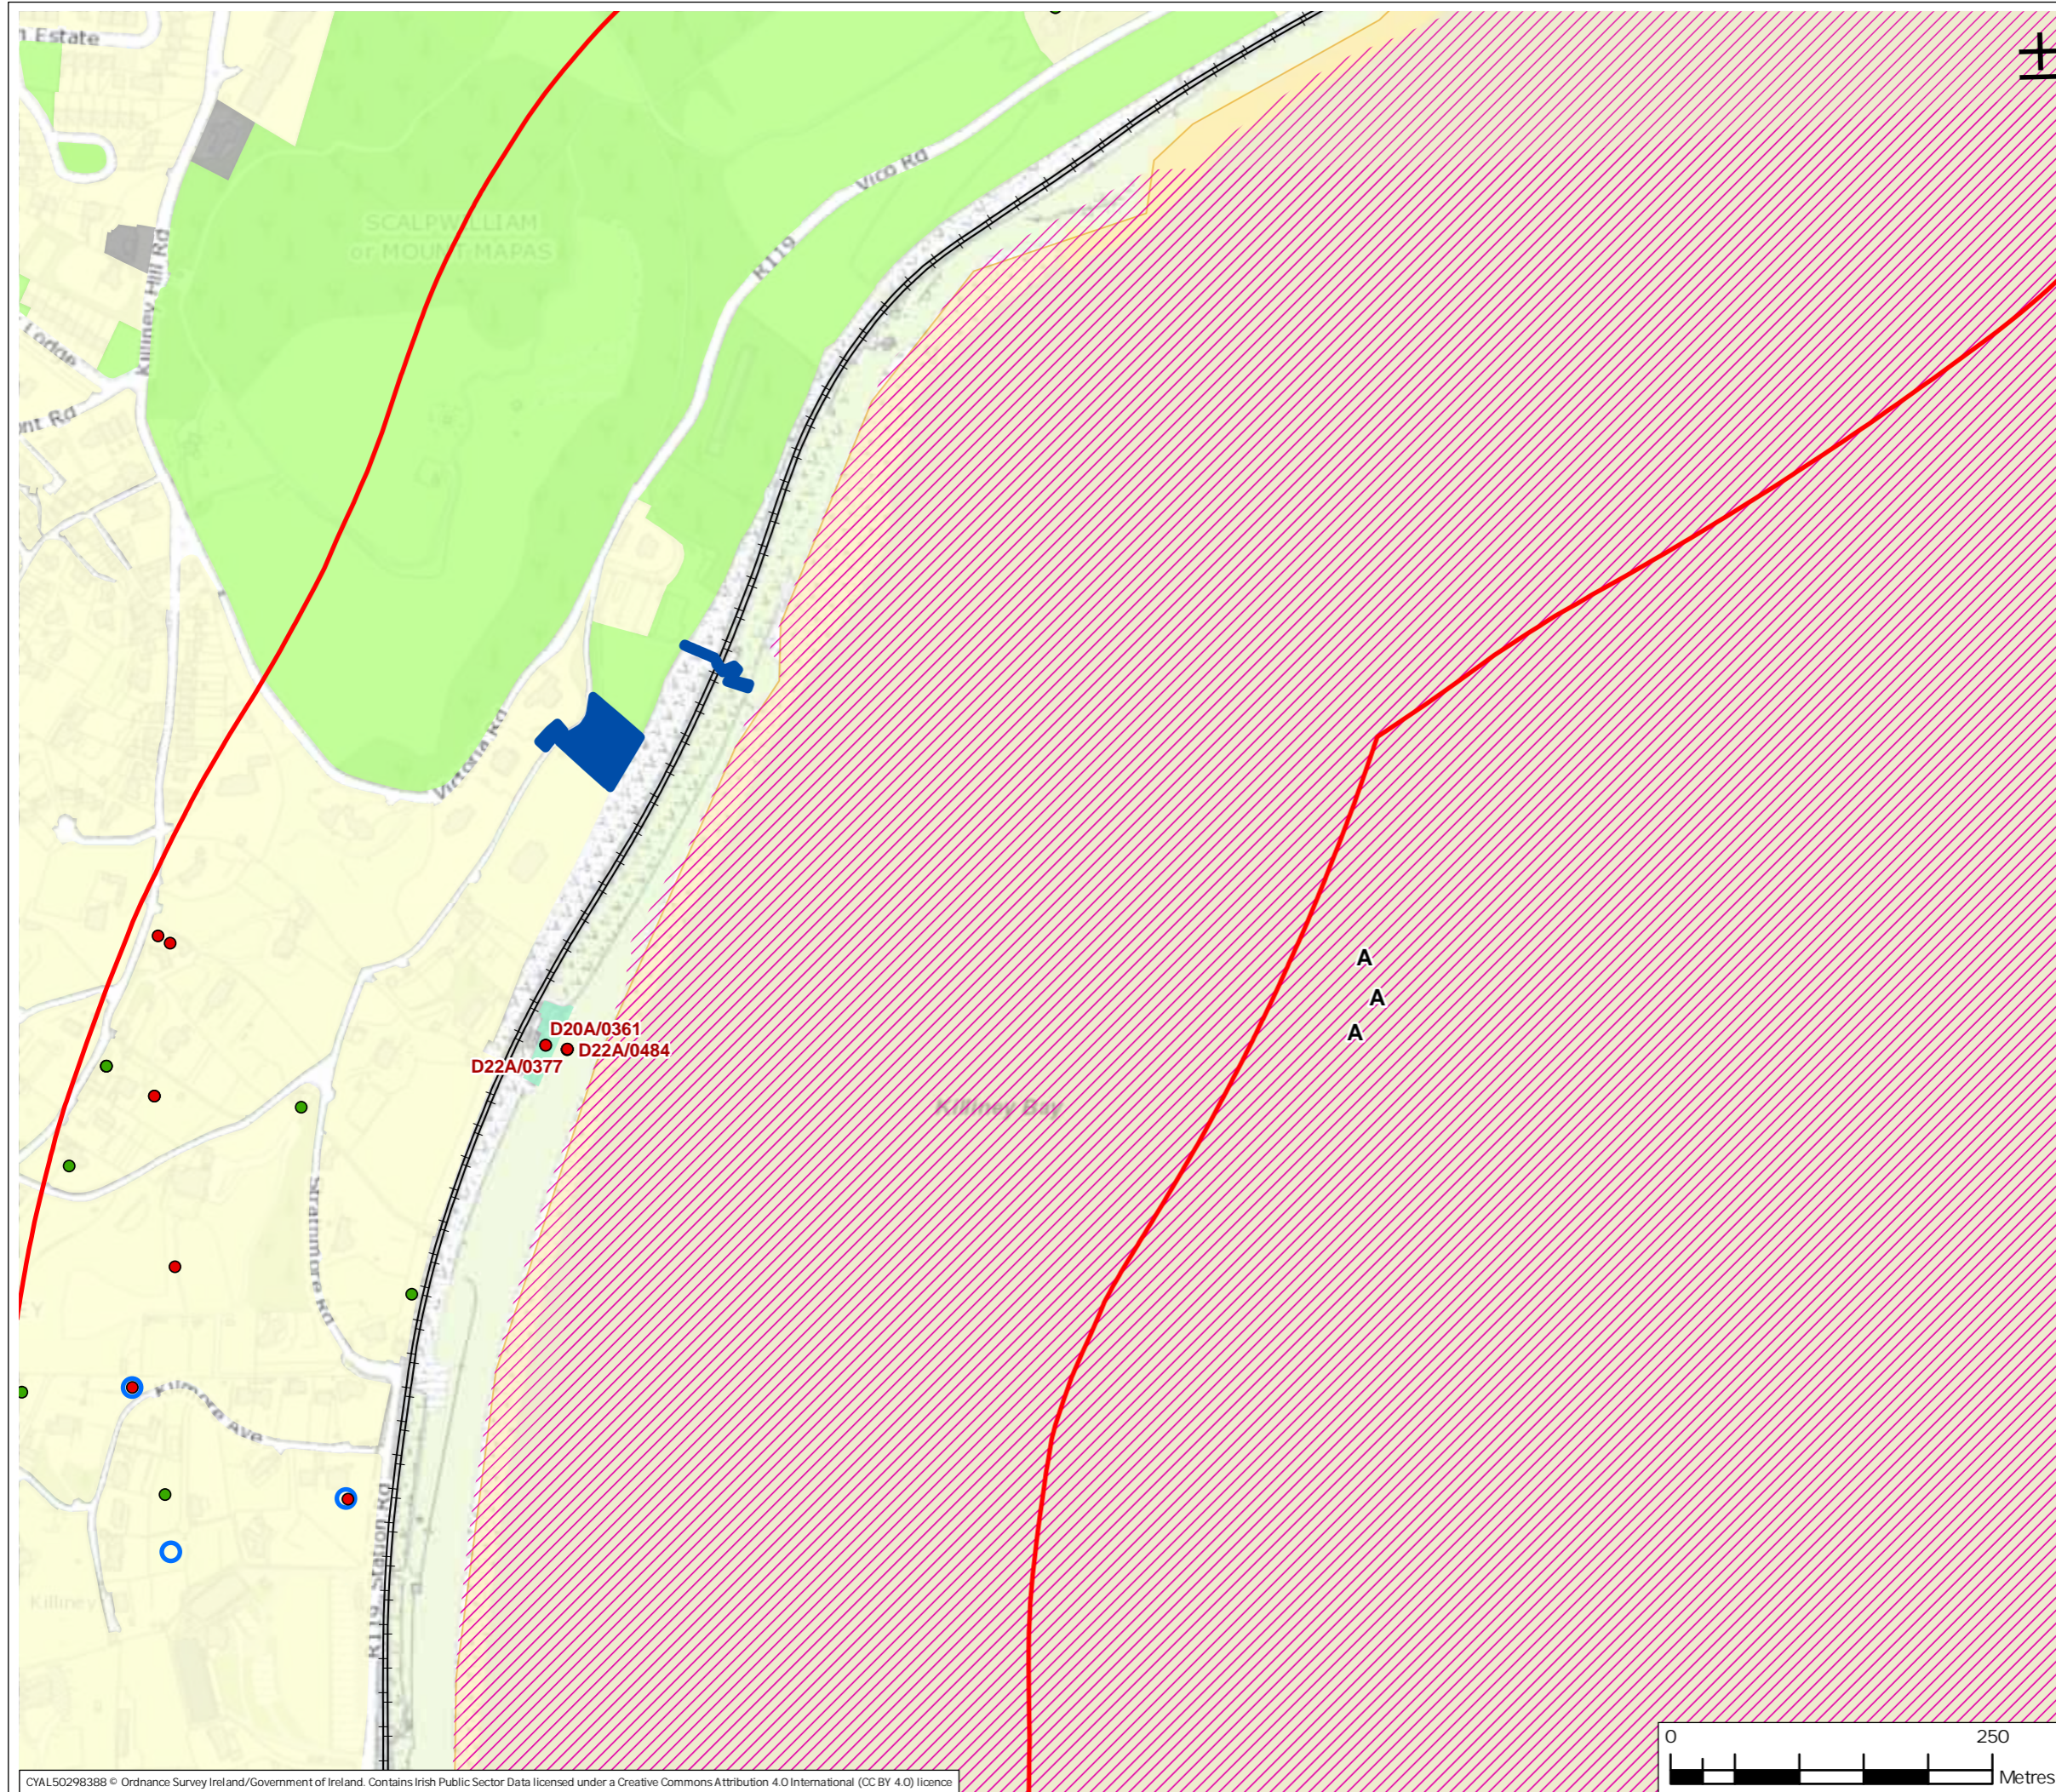 Estate
SCALPWILLIAM
or MOUNT MAPAS
Vico Rd
R119
Killiney Hill Rd
Lodge
nt Rd
Victoria Rd
A
A
A
D20A/0361
D22A/0484
D22A/0377
Killiney Bay
Strathmore Rd
Kilmore Ave
R119 Station Rd
Killiney
0 250
Metres
CYAL50298388 © Ordnance Survey Ireland/Government of Ireland. Contains Irish Public Sector Data licensed under a Creative Commons Attribution 4.0 International (CC BY 4.0) licence